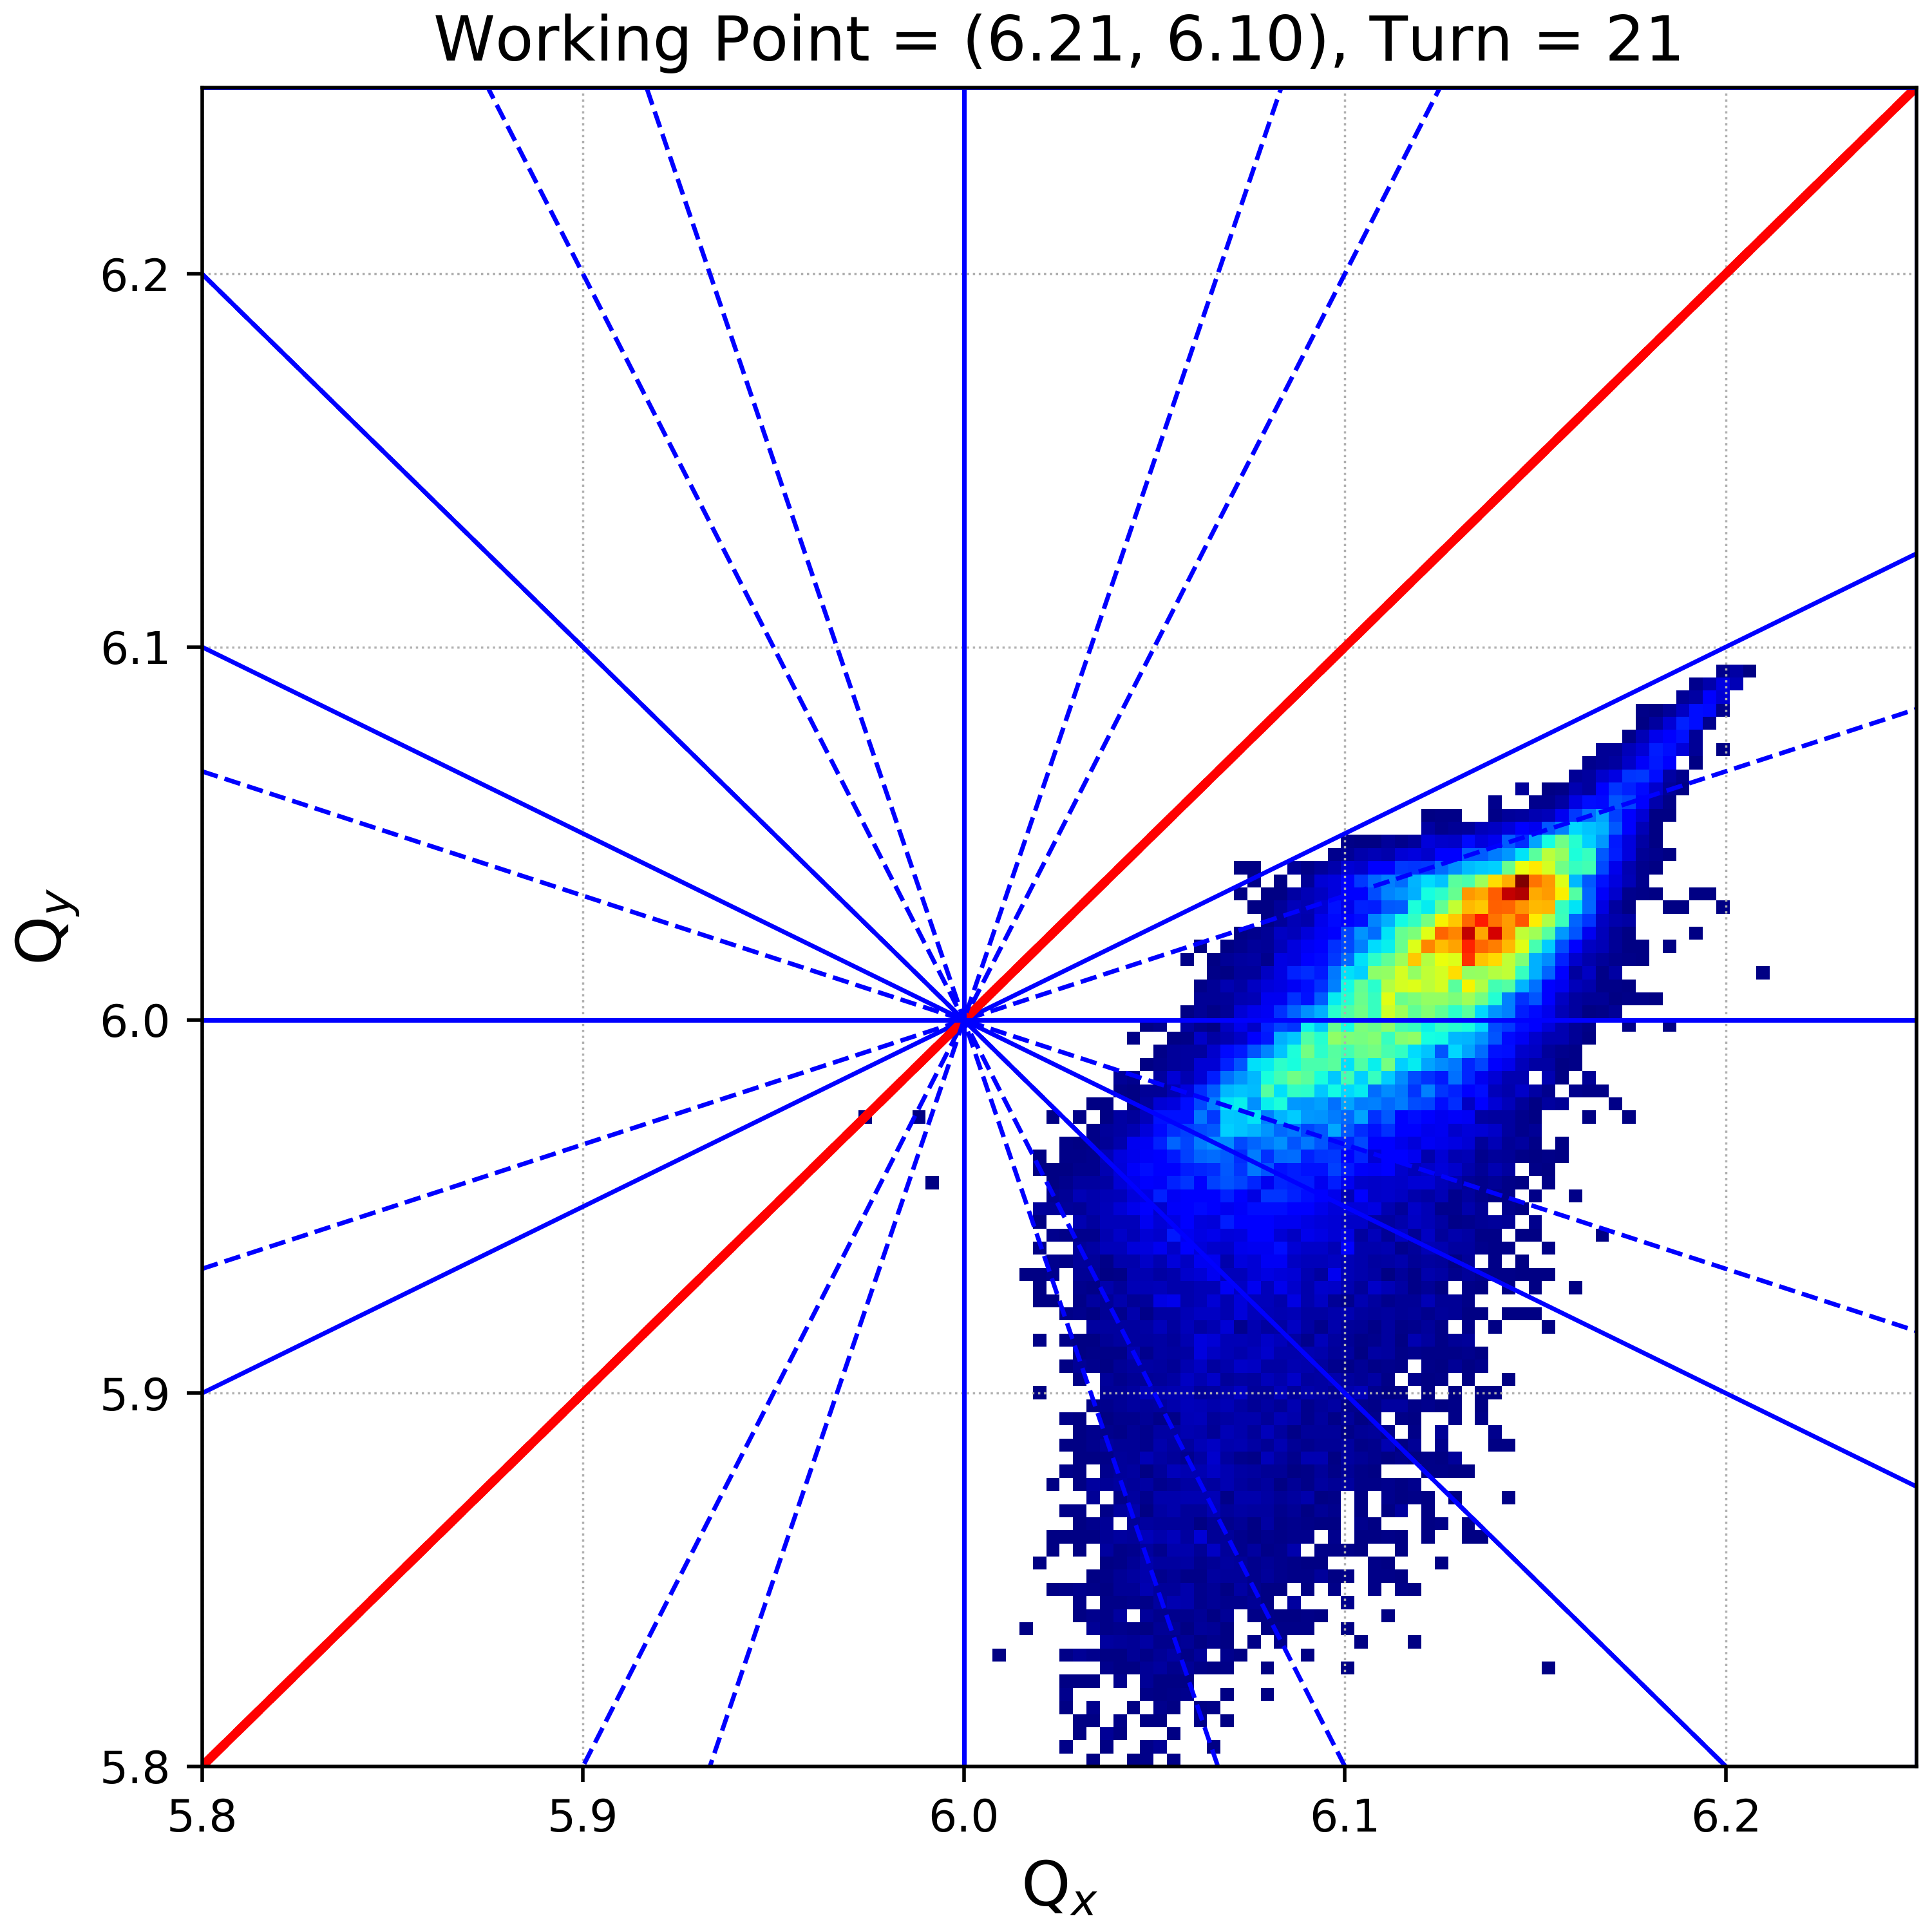 Working Point = (6.21, 6.10), Turn = 21
6.2
6.1
6.0
5.9
5.8
Qy
5.8 5.9 6.0 6.1 6.2
Qx